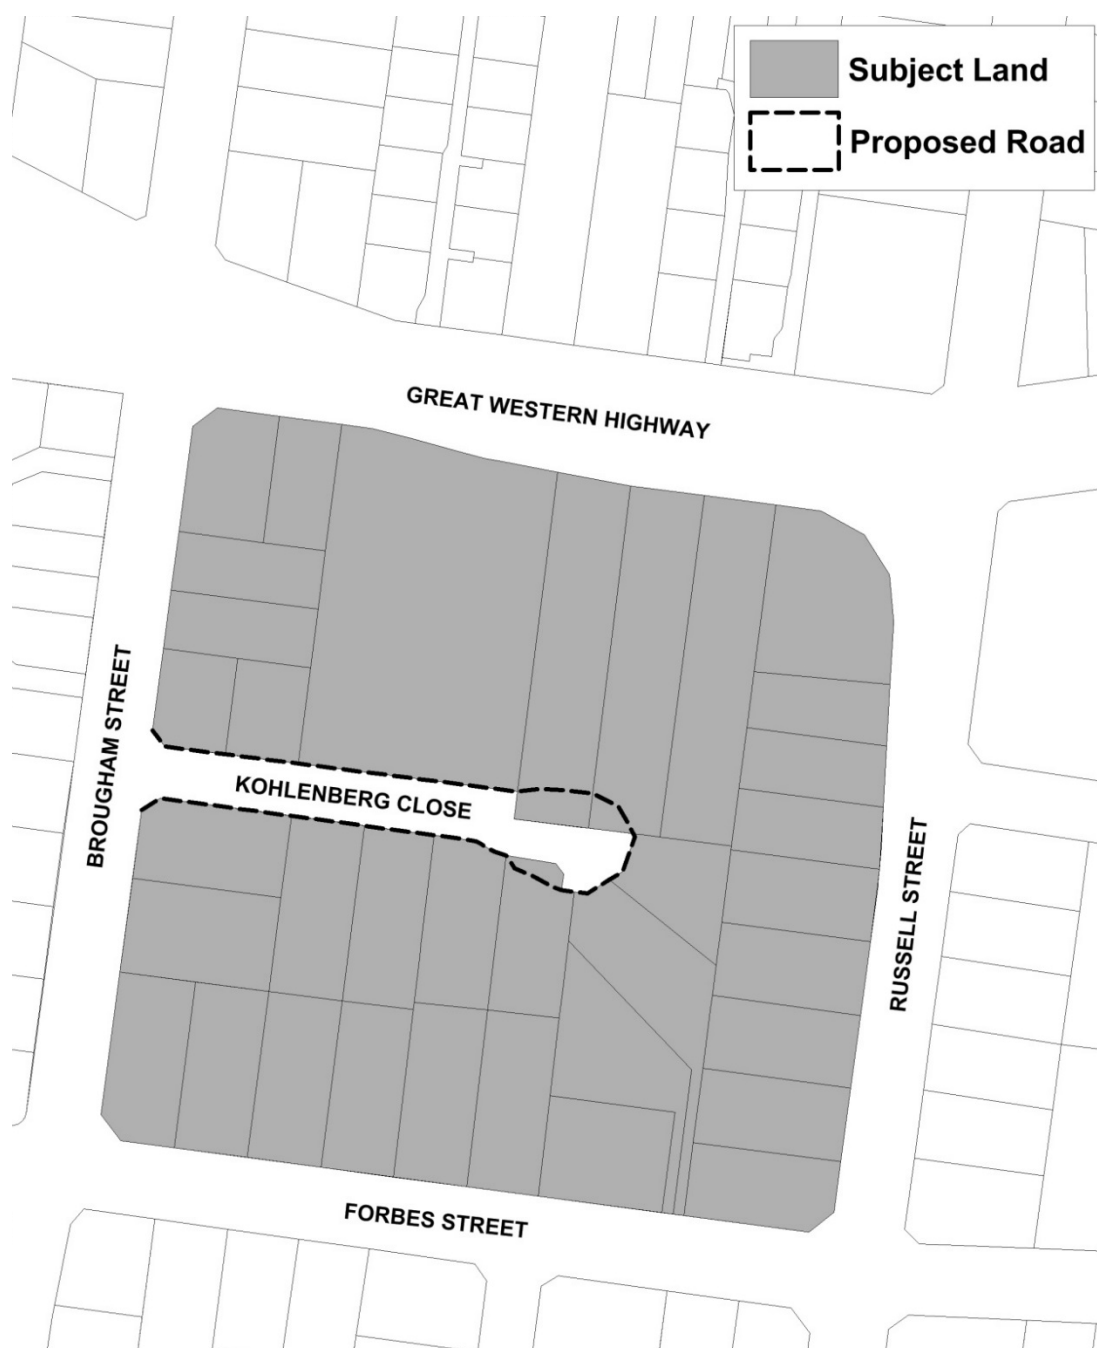 Subject Land
Proposed Road
GREAT WESTERN HIGHWAY
BROUGHAM STREET
KOHLENBERG CLOSE
RUSSELL STREET
FORBES STREET